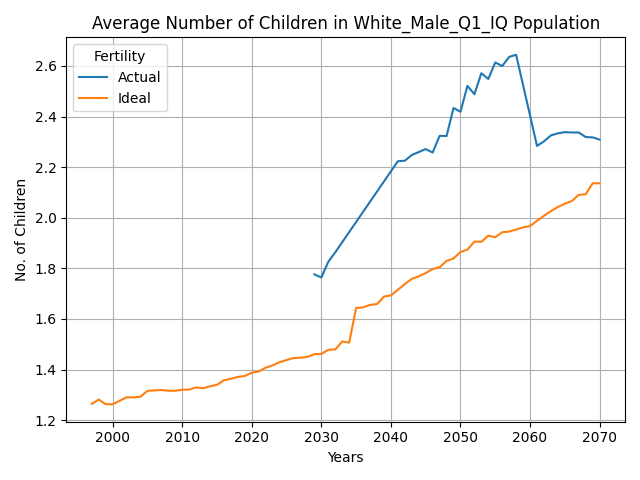 Average Number of Children in White_Male_Q1_IQ Population
Fertility
Actual
Ideal
No. of Children
2.6
2.4
2.2
2.0
1.8
1.6
1.4
1.2
2000 2010 2020 2030 2040 2050 2060 2070
Years